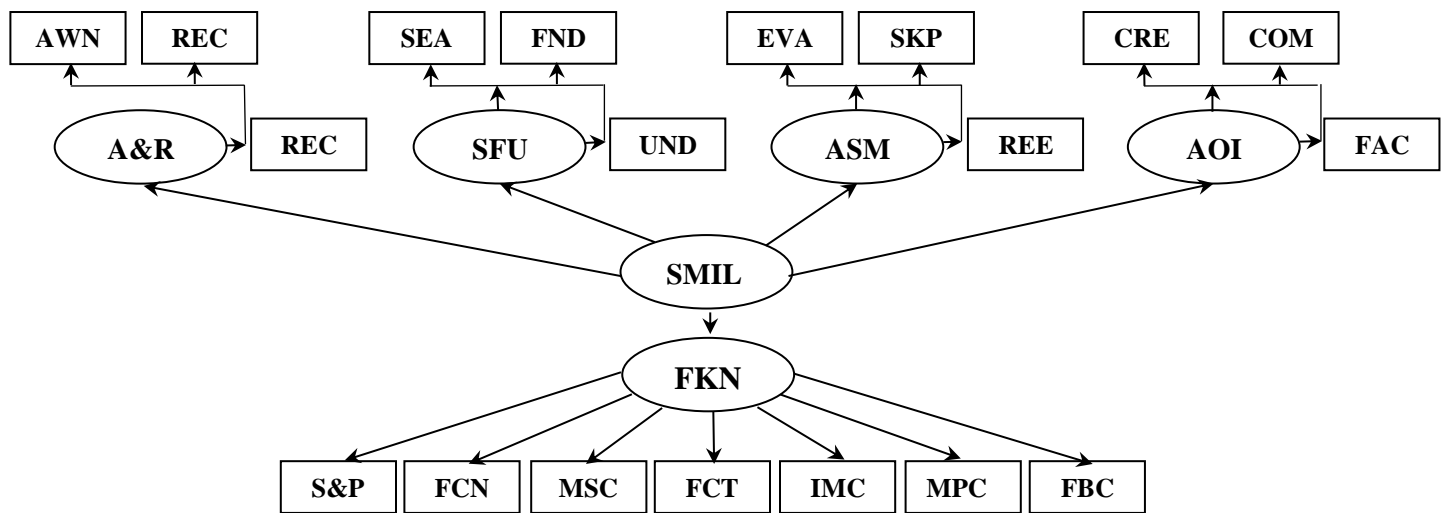 AWN REC SEA FND EVA SKP CRE COM
A&R REC SFU UND ASM REE AOI FAC
SMIL
FKN
S&P FCN MSC FCT IMC MPC FBC